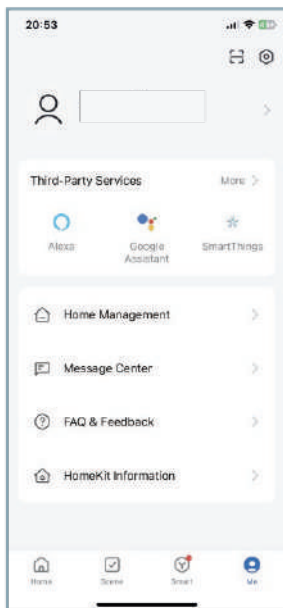 20:53
Third-Party Services
More
Alexa
Google
Assistant
SmartThings
Home Management
Message Center
FAQ & Feedback
HomeKit Information
Home
Scene
Smart
Me